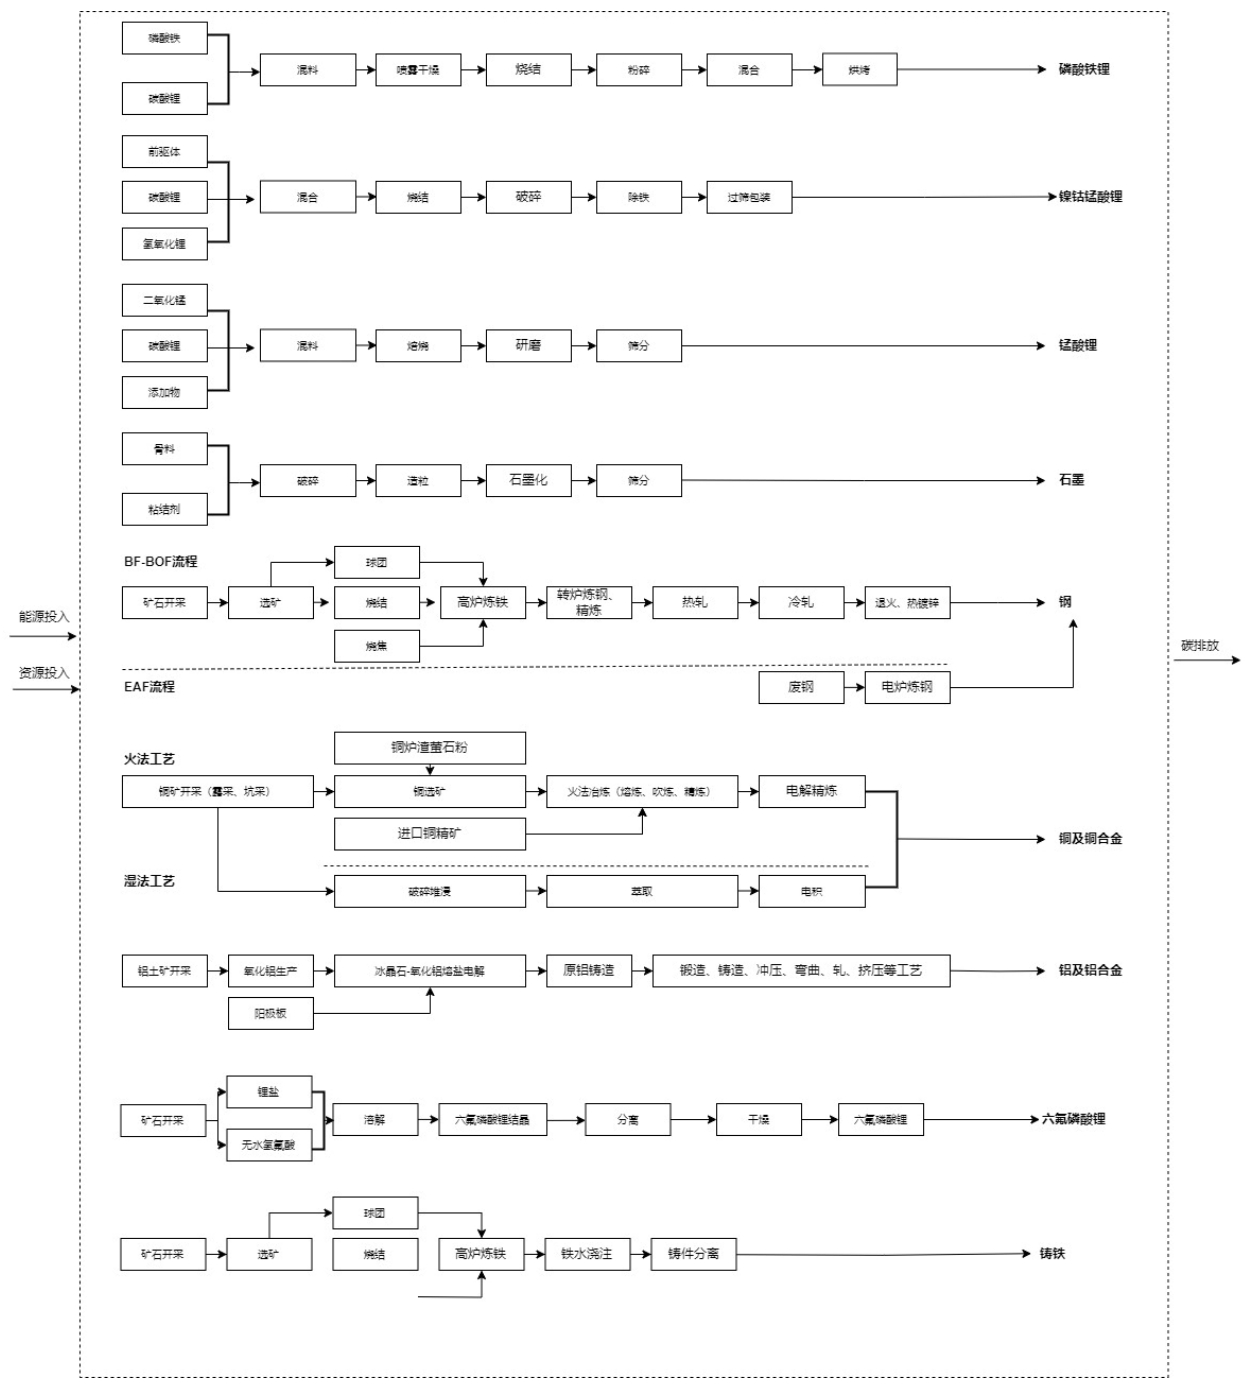 磷酸铁
碳酸锂
混料
喷雾干燥
烧结
粉碎
混合
烘烤
磷酸铁锂
前驱体
碳酸锂
氢氧化锂
混合
烧结
破碎
除铁
过筛包装
镍钴锰酸锂
二氧化锰
碳酸锂
添加物
混料
焙烧
研磨
筛分
锰酸锂
骨料
粘结剂
破碎
造粒
石墨化
筛分
石墨
能源投入
资源投入
碳排放
BF-BOF流程
矿石开采
选矿
球团
烧结
烧焦
高炉炼铁
转炉炼钢、
精炼
热轧
冷轧
退火、热镀锌
钢
EAF流程
废钢
电炉炼钢
火法工艺
铜炉渣萤石粉
铜矿开采（露采、坑采）
铜选矿
火法冶炼（熔炼、吹炼、精炼）
电解精炼
进口铜精矿
铜及铜合金
湿法工艺
破碎堆浸
萃取
电积
铝土矿开采
氧化铝生产
冰晶石-氧化铝熔盐电解
原铝铸造
锻造、铸造、冲压、弯曲、轧、挤压等工艺
铝及铝合金
阳极板
矿石开采
锂盐
无水氢氟酸
溶解
六氟磷酸锂结晶
分离
干燥
六氟磷酸锂
六氟磷酸锂
矿石开采
选矿
球团
烧结
高炉炼铁
铁水浇注
铸件分离
铸铁